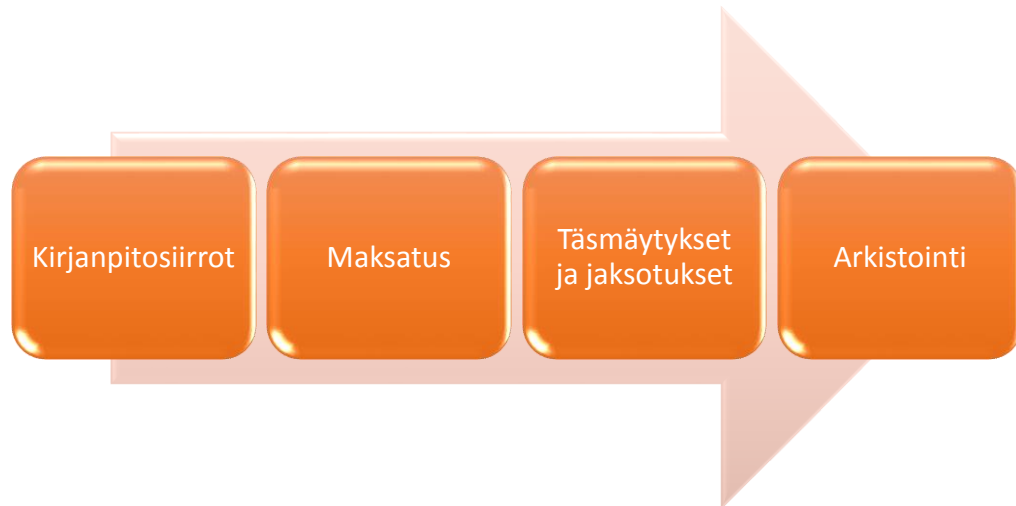 Kirjanpitosiirrot
Maksatus
Täsmäytykset
ja jaksotukset
Arkistointi